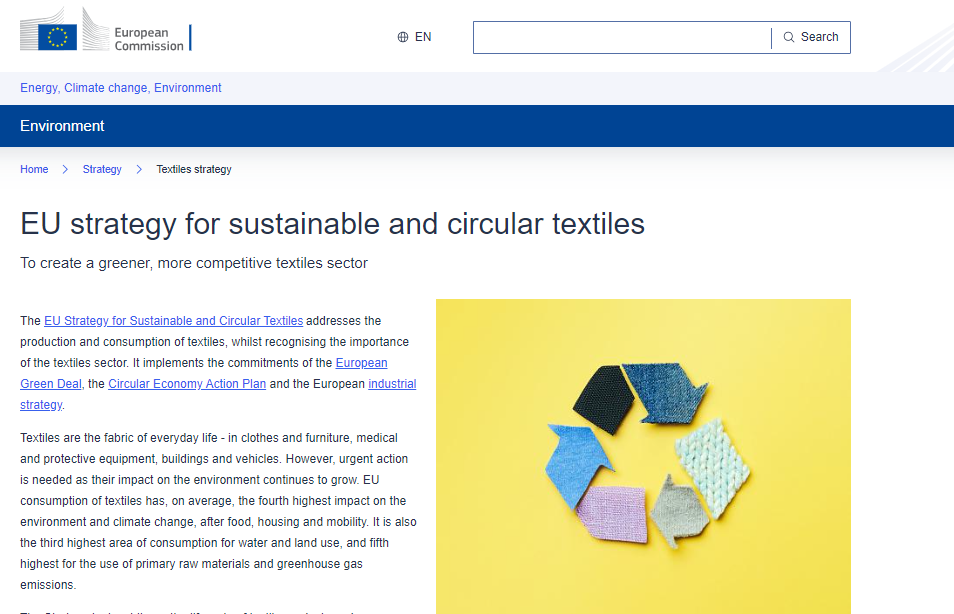 European
Commission
EN
Search
Energy, Climate change, Environment
Environment
Home
Strategy
Textiles strategy
EU strategy for sustainable and circular textiles
To create a greener, more competitive textiles sector
The EU Strategy for Sustainable and Circular Textiles addresses the
production and consumption of textiles, whilst recognising the importance
of the textiles sector. It implements the commitments of the European
Green Deal, the Circular Economy Action Plan and the European industrial
strategy.
Textiles are the fabric of everyday life - in clothes and furniture, medical
and protective equipment, buildings and vehicles. However, urgent action
is needed as their impact on the environment continues to grow. EU
consumption of textiles has, on average, the fourth highest impact on the
environment and climate change, after food, housing and mobility. It is also
the third highest area of consumption for water and land use, and fifth
highest for the use of primary raw materials and greenhouse gas
emissions.